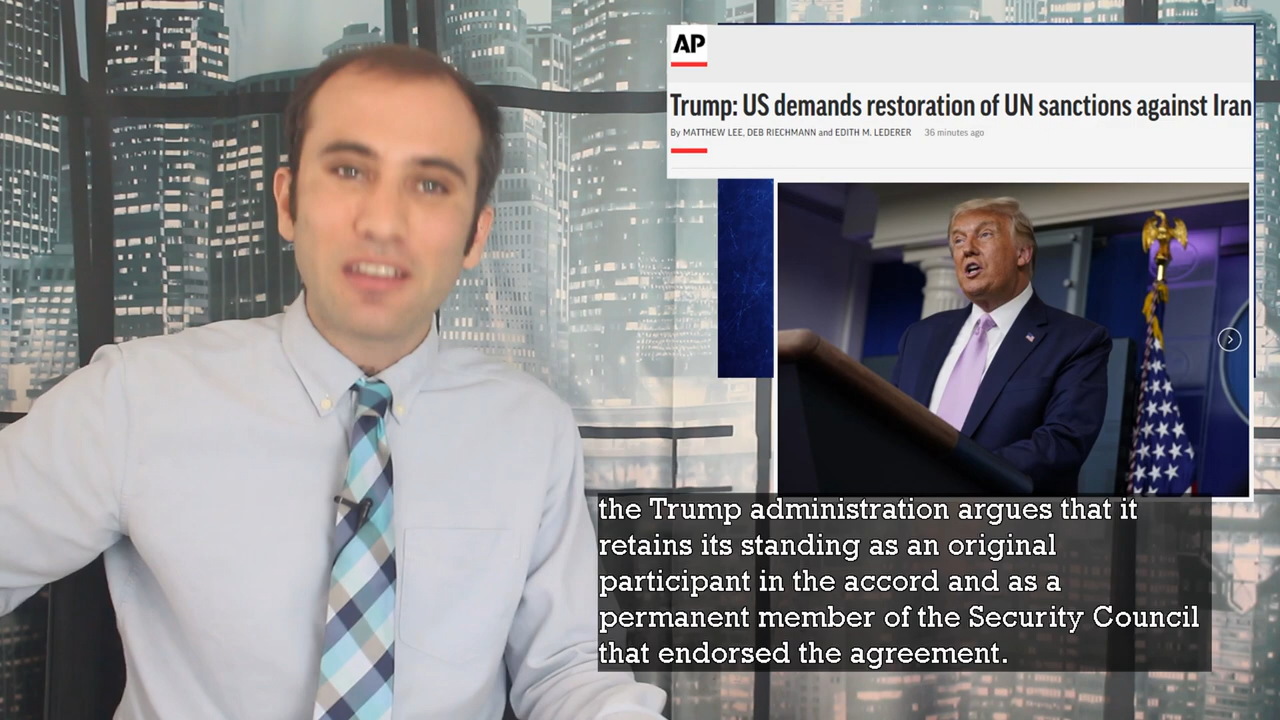 AP
Trump: US demands restoration of UN sanctions against Iran
By MATTHEW LEE, DEB RIECHMANN and EDITH M. LEDERER 36 minutes ago
the Trump administration argues that it
retains its standing as an original
participant in the accord and as a
permanent member of the Security Council
that endorsed the agreement.